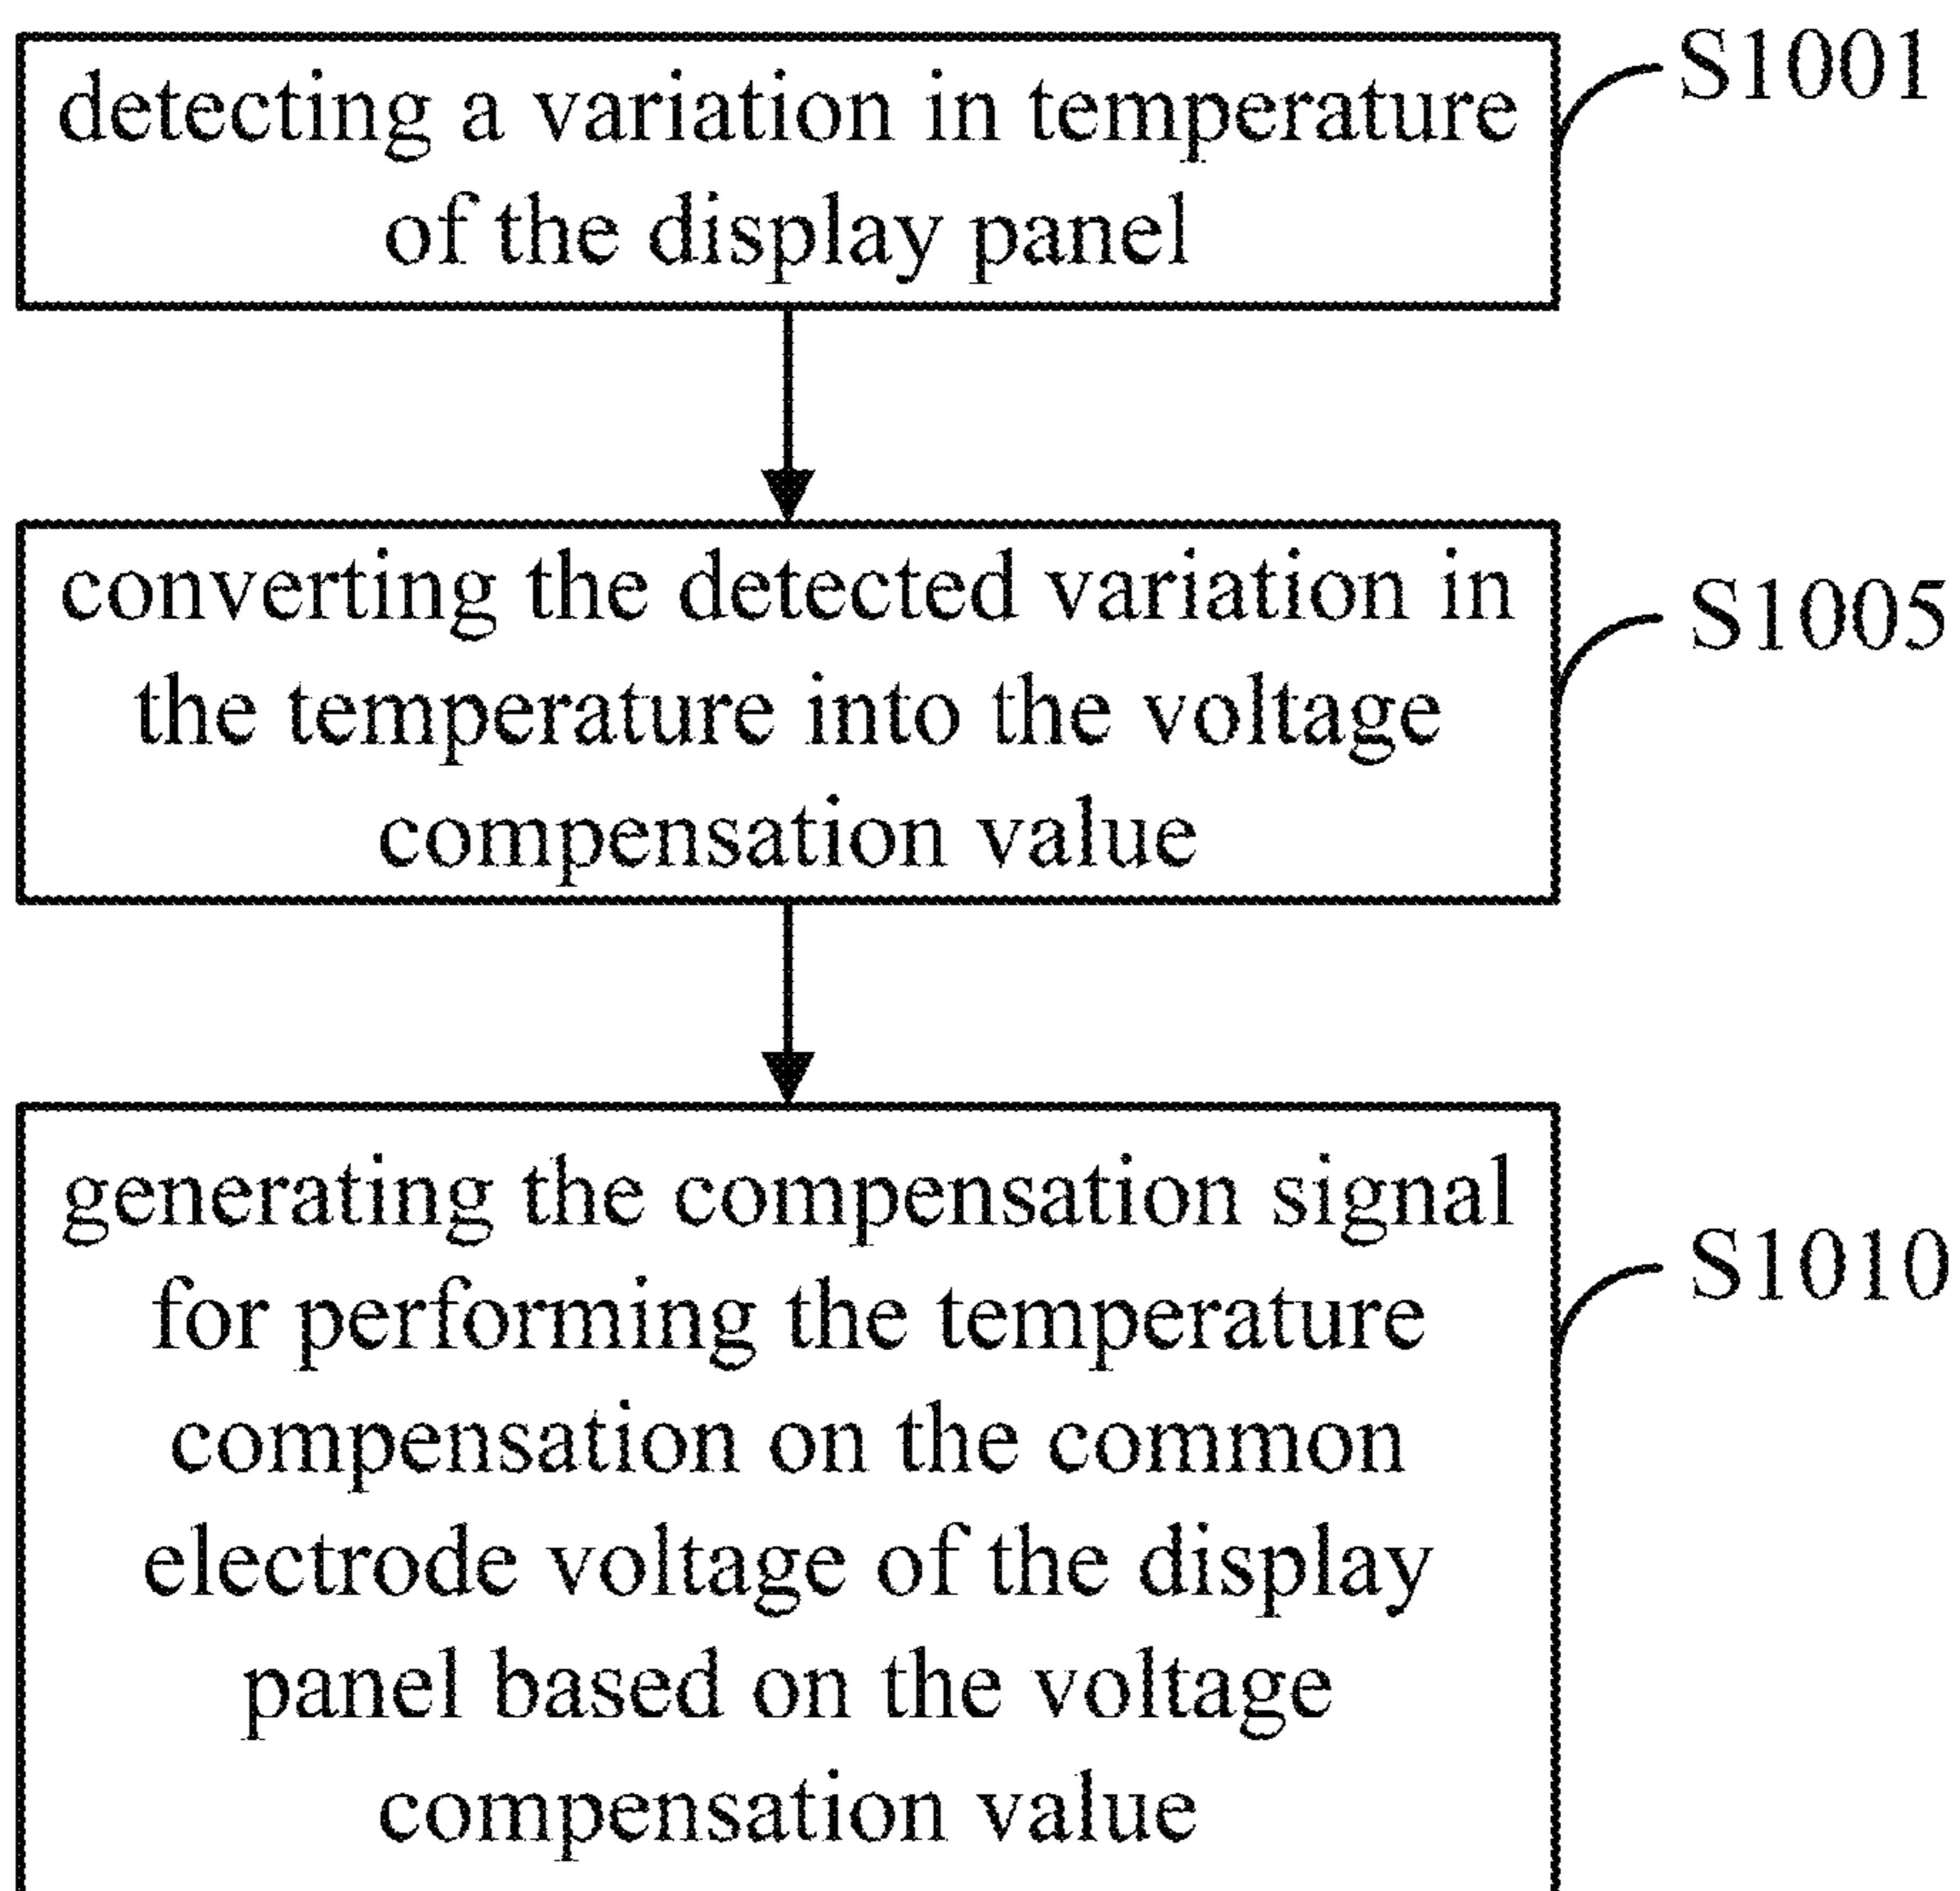 detecting a variation in temperature
of the display panel
S1001
converting the detected variation in
the temperature into the voltage
compensation value
S1005
generating the compensation signal
for performing the temperature
compensation on the common
electrode voltage of the display
panel based on the voltage
compensation value
S1010